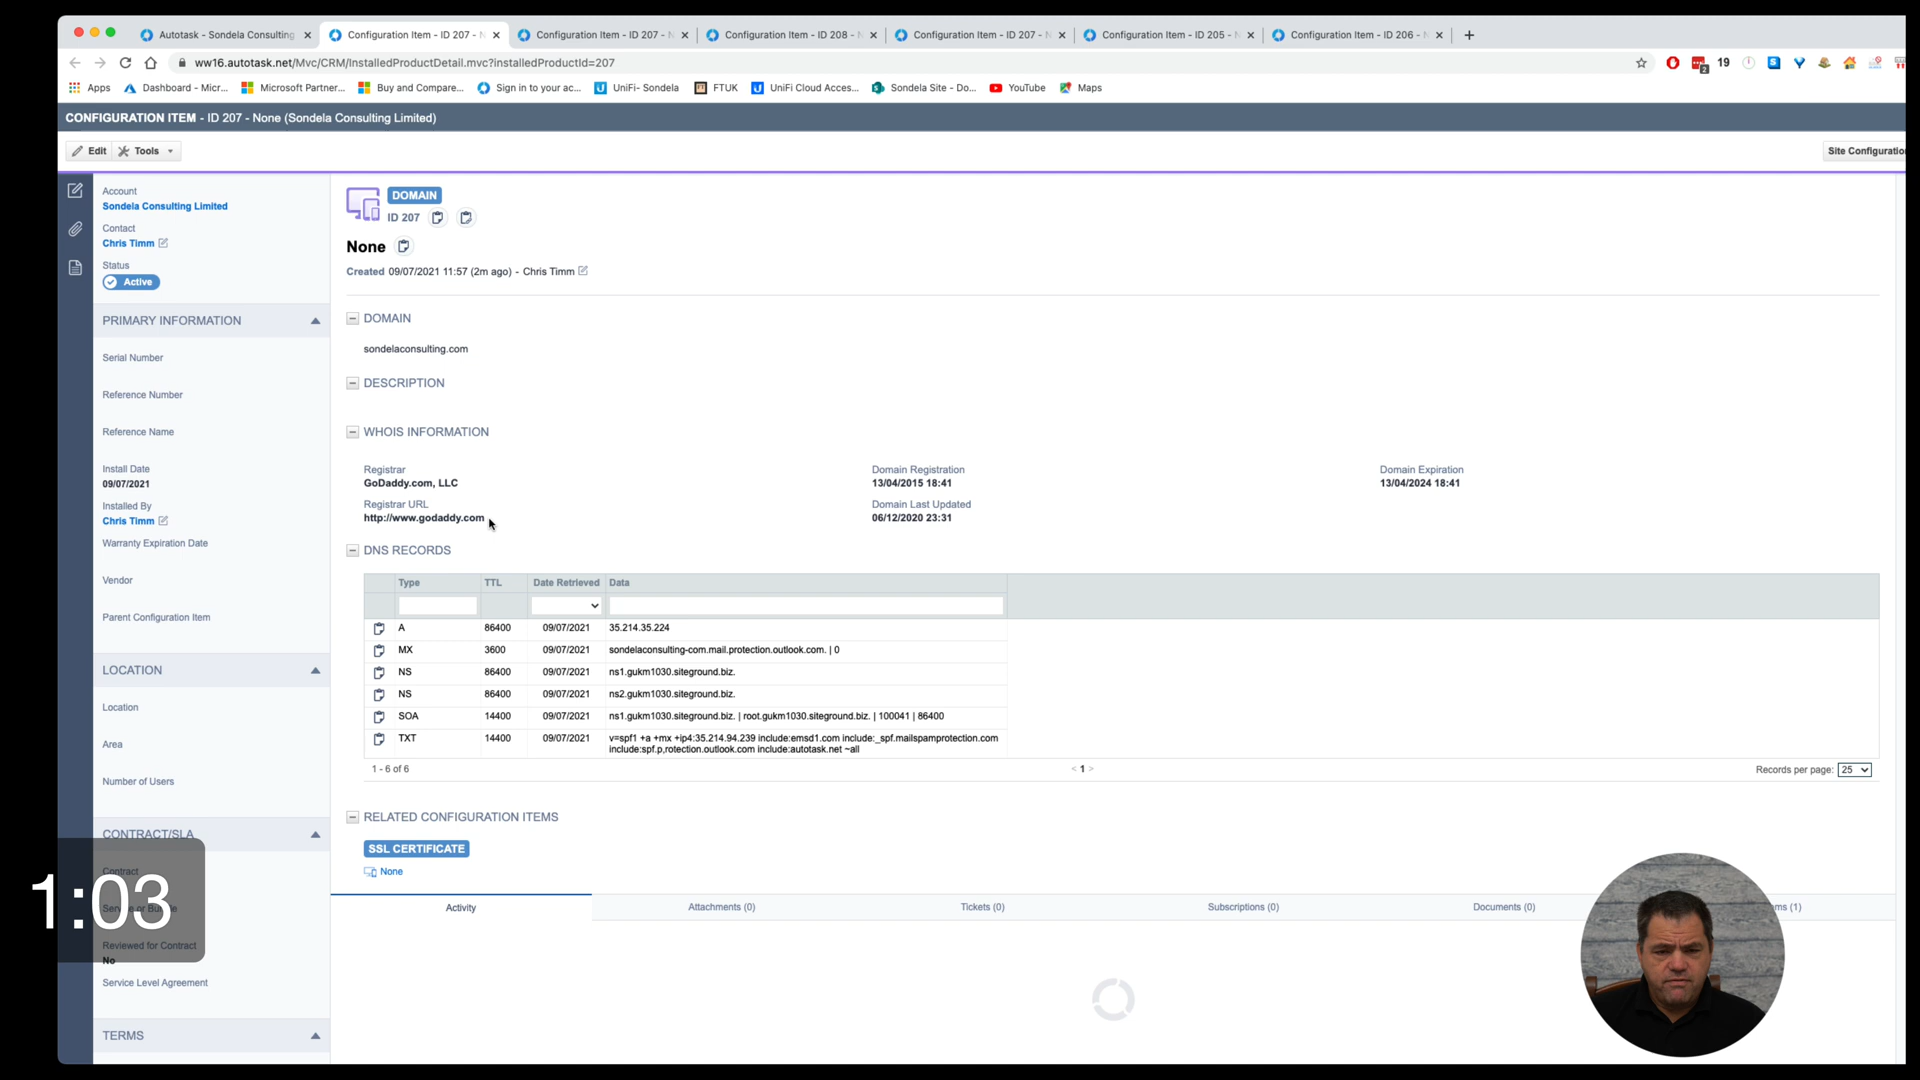 Autotask - Sondela Consulting
Configuration Item - ID 207 -
Configuration Item - ID 207 -
Configuration Item - ID 208 -
Configuration Item - ID 207 -
Configuration Item - ID 205 -
Configuration Item - ID 206 -
ww16.autotask.net/Mvc/CRM/InstalledProductDetail.mvc?installedProductId=207
2
19
Apps
Dashboard - Micr...
Microsoft Partner...
Buy and Compare...
Sign in to your ac...
UniFi- Sondela
FTUK
UniFi Cloud Acces...
Sondela Site - Do...
YouTube
Maps
CONFIGURATION ITEM - ID 207 - None (Sondela Consulting Limited)
Edit
Tools
Site Configuratio
Account
Sondela Consulting Limited
Contact
Chris Timm
Status
Active
PRIMARY INFORMATION
Serial Number
Reference Number
Reference Name
Install Date
09/07/2021
Installed By
Chris Timm
Warranty Expiration Date
Vendor
Parent Configuration Item
LOCATION
Location
Area
Number of Users
CONTRACT/SLA
Contract
Service or Bundle
1:03
Reviewed for Contract
No
Service Level Agreement
TERMS
DOMAIN
ID 207
None
Created 09/07/2021 11:57 (2m ago) - Chris Timm
DOMAIN
sondelaconsulting.com
DESCRIPTION
WHOIS INFORMATION
Registrar
GoDaddy.com, LLC
Registrar URL
http://www.godaddy.com
Domain Registration
13/04/2015 18:41
Domain Last Updated
06/12/2020 23:31
Domain Expiration
13/04/2024 18:41
DNS RECORDS
Type TTL Date Retrieved Data
A 86400 09/07/2021 35.214.35.224
MX 3600 09/07/2021 sondelaconsulting-com.mail.protection.outlook.com. | 0
NS 86400 09/07/2021 ns1.gukm1030.siteground.biz.
NS 86400 09/07/2021 ns2.gukm1030.siteground.biz.
SOA 14400 09/07/2021 ns1.gukm1030.siteground.biz. | root.gukm1030.siteground.biz. | 100041 | 86400
TXT 14400 09/07/2021 v=spf1 +a +mx +ip4:35.214.94.239 include:emsd1.com include:_spf.mailspamprotection.com
include:spf.p,rotection.outlook.com include:autotask.net ~all
1 - 6 of 6
< 1 >
Records per page: 25
RELATED CONFIGURATION ITEMS
SSL CERTIFICATE
None
Activity
Attachments (0)
Tickets (0)
Subscriptions (0)
Documents (0)
ms (1)